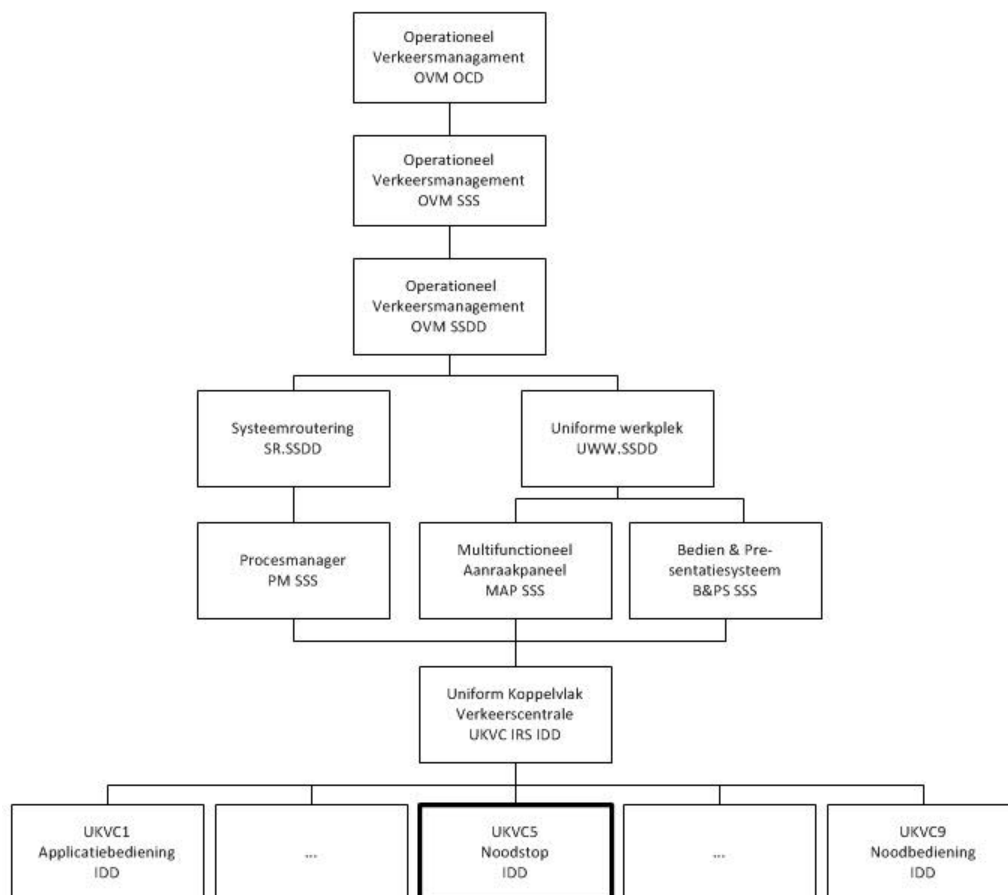 Operationeel
Verkeersmanagament
OVM OCD
Operationeel
Verkeersmanagement
OVM SSS
Operationeel
Verkeersmanagement
OVM SSDD
Systeemroutering
SR.SSDD
Uniforme werkplek
UWW.SSDD
Procesmanager
PM SSS
Multifunctioneel
Aanraakpaneel
MAP SSS
Bedien & Pre-
sentatiesysteem
B&PS SSS
Uniform Koppelvlak
Verkeerscentrale
UKVC IRS IDD
UKVC1
Applicatiebediening
IDD
...
UKVC5
Noodstop
IDD
...
UKVC9
Noodbediening
IDD